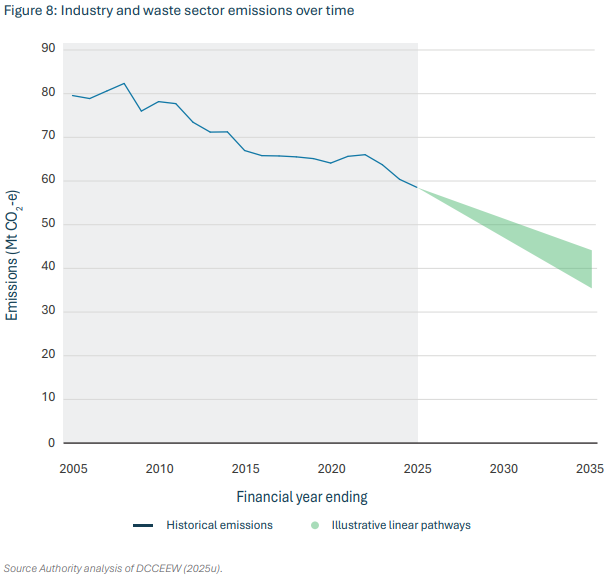 Figure 8: Industry and waste sector emissions over time
90
80
70
60
50
40
30
20
10
0
Emissions (Mt CO2-e)
2005 2010 2015 2020 2025 2030 2035
Financial year ending
Historical emissions Illustrative linear pathways
Source Authority analysis of DCCEEW (2025u).